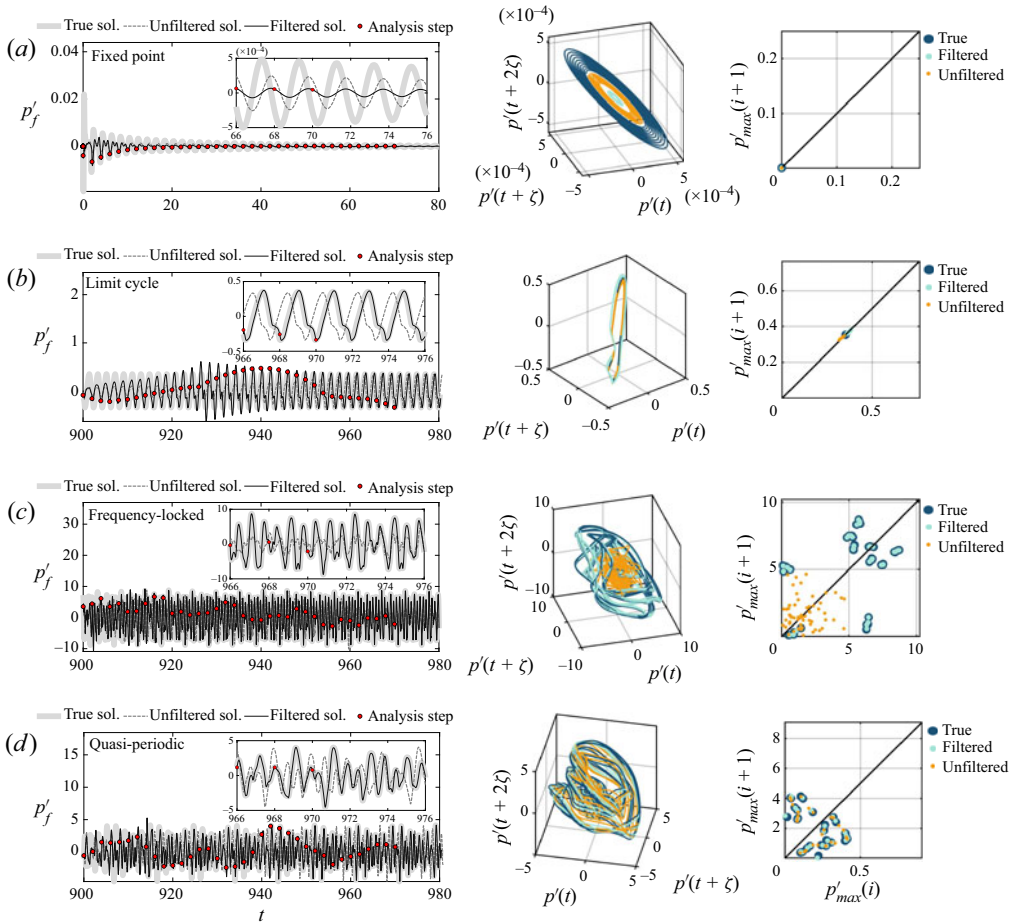 (a)
True sol. Unfiltered sol. Filtered sol. Analysis step
Fixed point
p′f
0.04
0.02
0
0 20 40 60 80
(×10−4)
5
0
−5
66 68 70 72 74 76
(×10−4)
p′(t + 2ζ)
5
0
−5
(×10−4)
5
0
−5
p′(t + ζ)
0
5
p′(t)
(×10−4)
p′max(i + 1)
0.2
0.1
0
0.1 0.2
True
Filtered
Unfiltered
(b)
True sol. Unfiltered sol. Filtered sol. Analysis step
Limit cycle
p′f
2
1
0
900 920 940 960 980
0.5
0
−0.5
966 968 970 972 974 976
p′(t + 2ζ)
0.5
0
−0.5
0.5
0
−0.5
p′(t + ζ)
0
0.5
p′(t)
p′max(i + 1)
0.6
0.4
0.2
0.5
True
Filtered
Unfiltered
(c)
True sol. Unfiltered sol. Filtered sol. Analysis step
Frequency-locked
p′f
30
20
10
0
−10
900 920 940 960 980
10
0
−10
966 968 970 972 974 976
p′(t + 2ζ)
10
0
−10
10
0
−10
p′(t + ζ)
0
10
p′(t)
p′max(i + 1)
10
5
0
5 10
True
Filtered
Unfiltered
(d)
True sol. Unfiltered sol. Filtered sol. Analysis step
Quasi-periodic
p′f
15
10
5
0
900 920 940 960 980
t
5
0
−5
966 968 970 972 974 976
p′(t + 2ζ)
5
0
−5
0
5
p′(t)
−5
0
5
p′(t + ζ)
p′max(i + 1)
8
6
4
2
0
0.2 0.4 0.6 0.8
p′max(i)
True
Filtered
Unfiltered